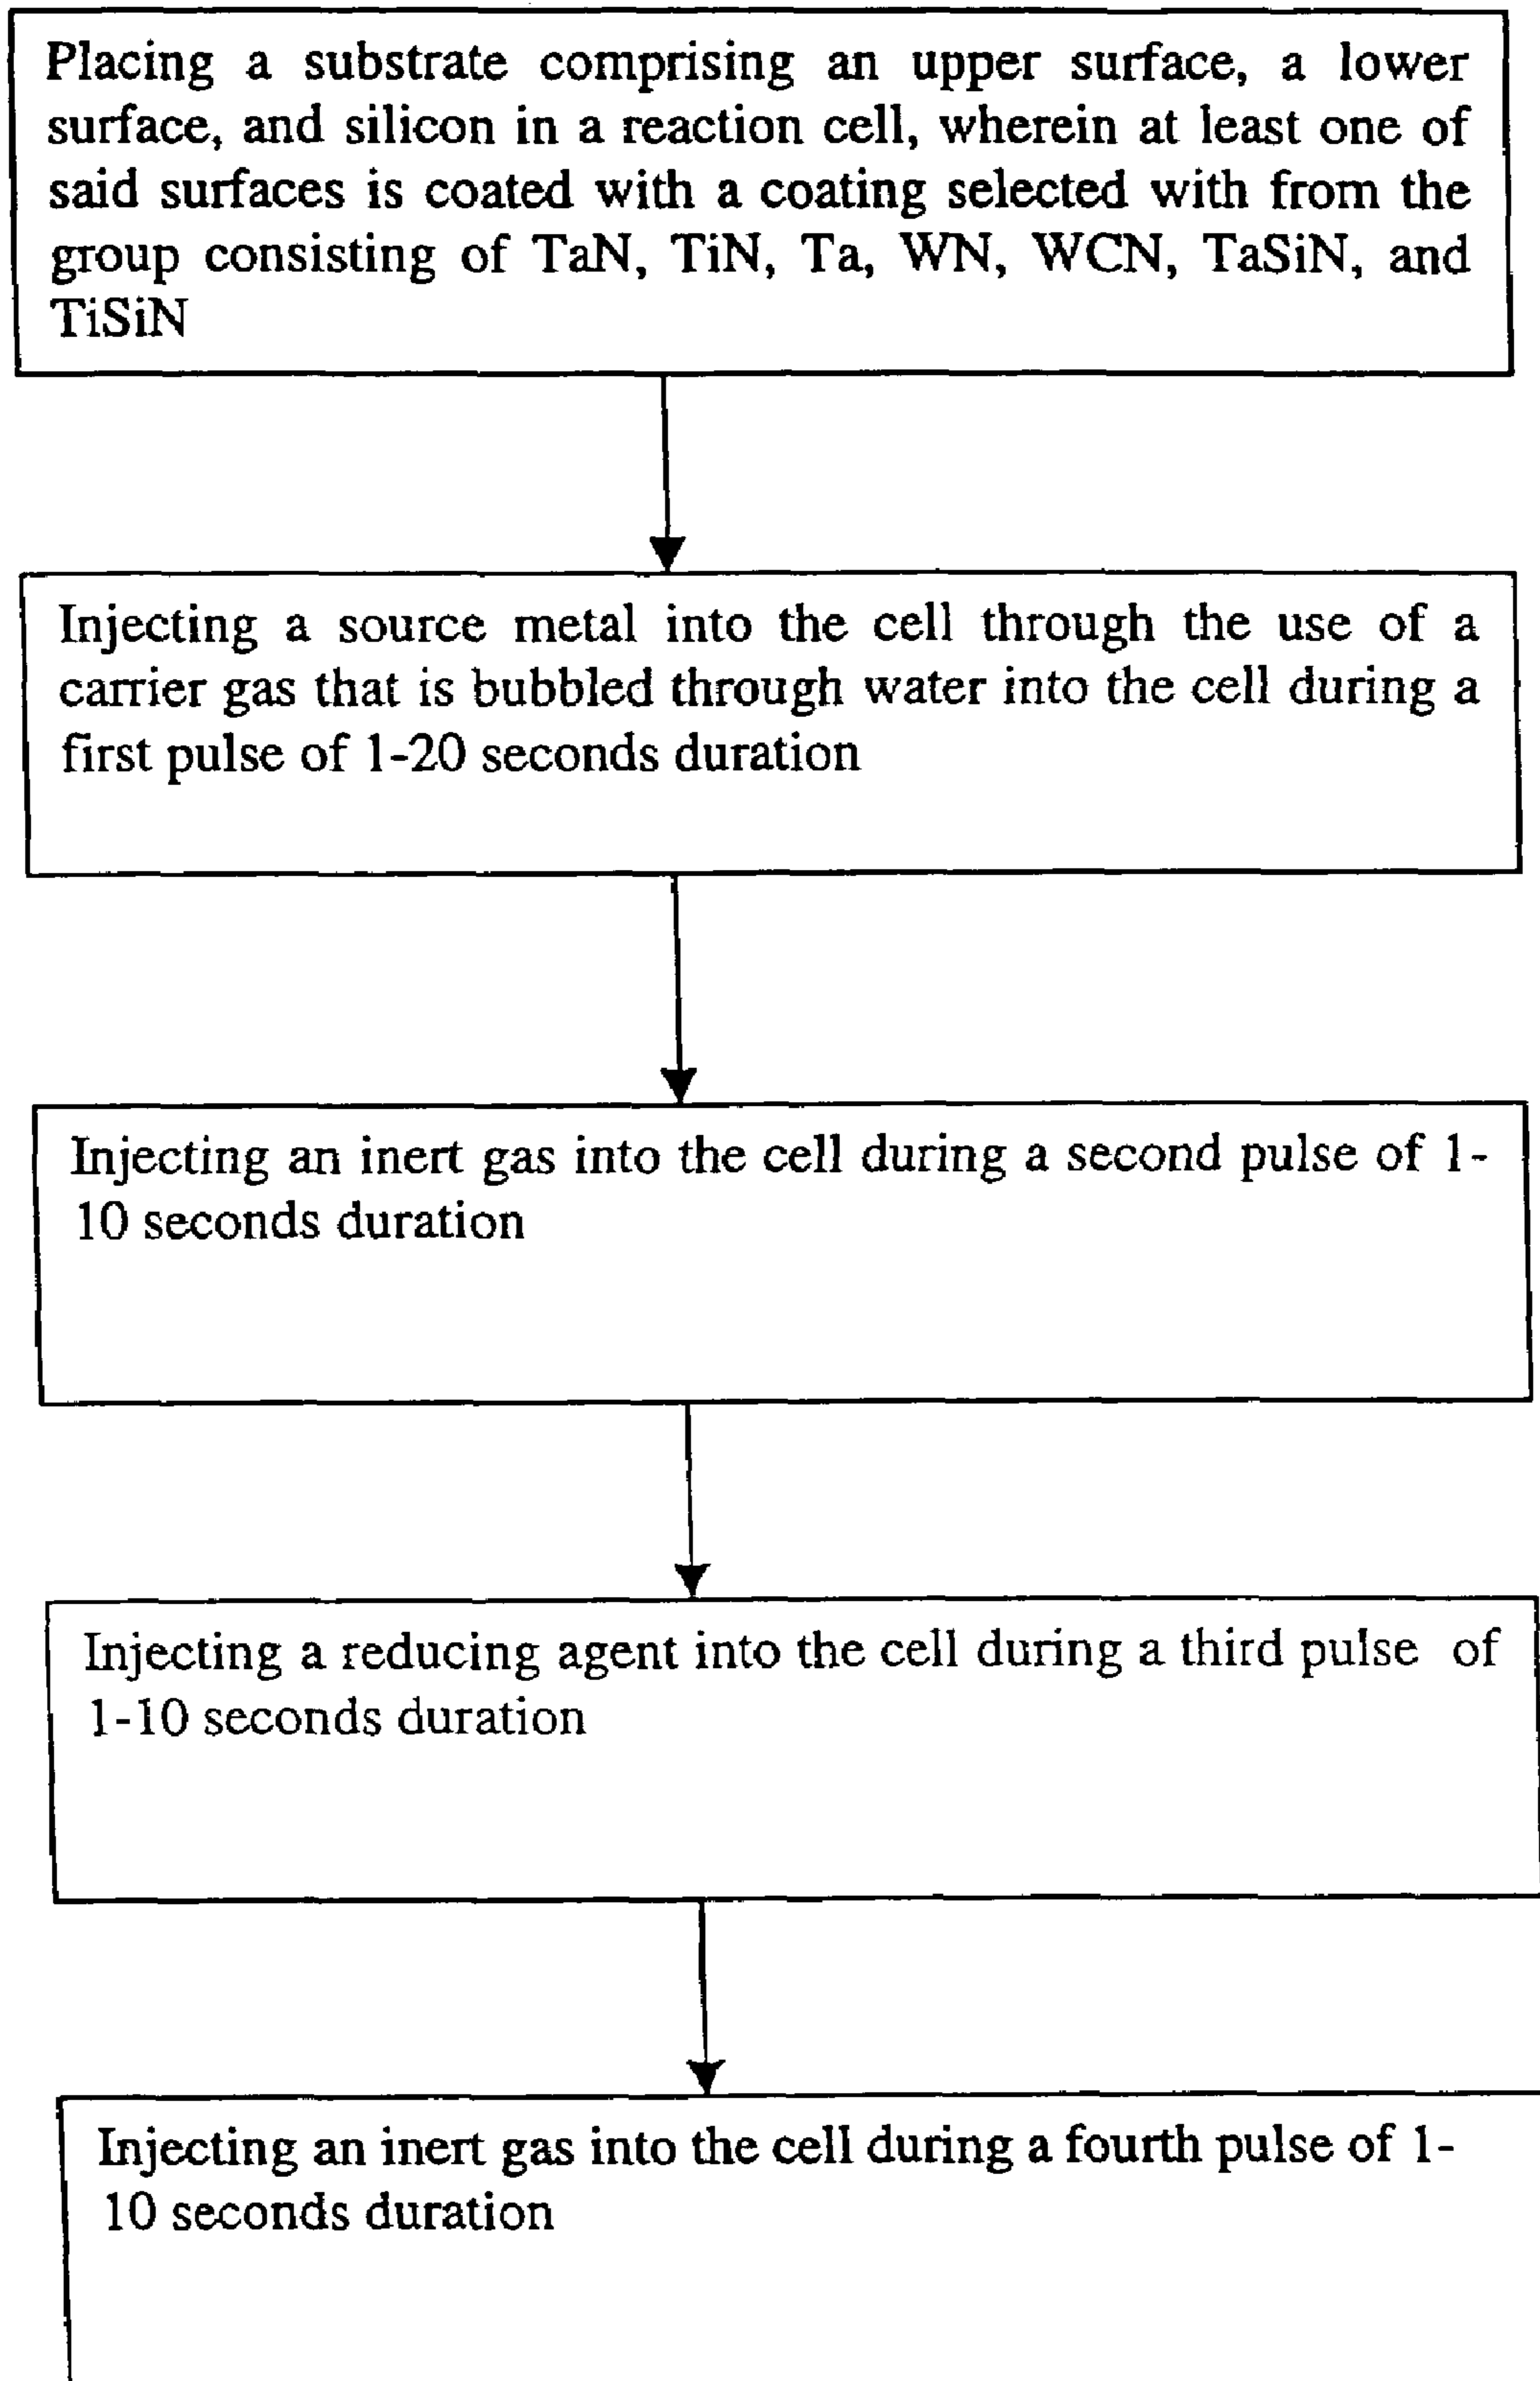 Placing a substrate comprising an upper surface, a lower
surface, and silicon in a reaction cell, wherein at least one of
said surfaces is coated with a coating selected with from the
group consisting of TaN, TiN, Ta, WN, WCN, TaSiN, and
TiSiN
Injecting a source metal into the cell through the use of a
carrier gas that is bubbled through water into the cell during a
first pulse of 1-20 seconds duration
Injecting an inert gas into the cell during a second pulse of 1-
10 seconds duration
Injecting a reducing agent into the cell during a third pulse of
1-10 seconds duration
Injecting an inert gas into the cell during a fourth pulse of 1-
10 seconds duration